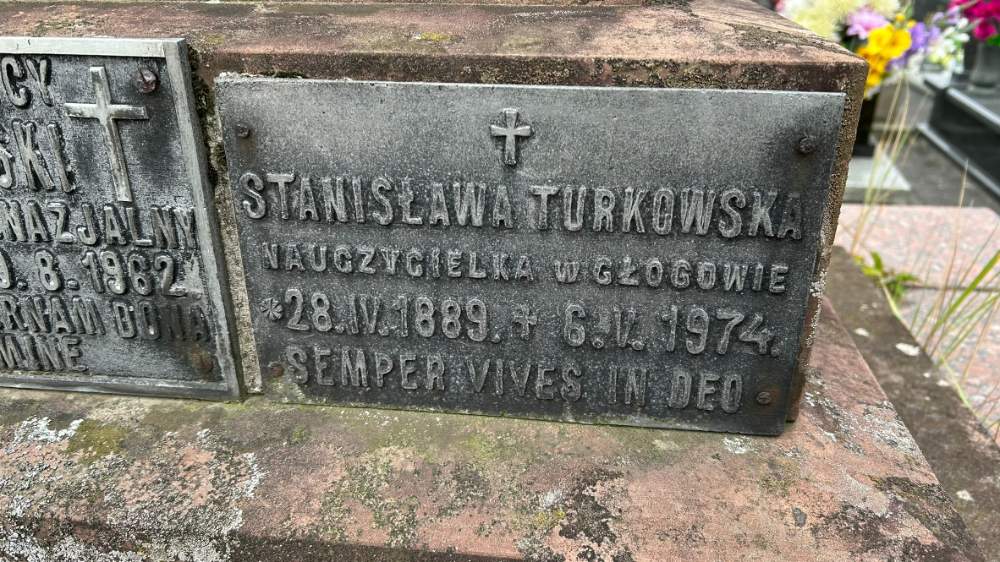 CY
SKI
NAZJALNY
9.8.1962
RNAM DONA
MINE
STANISŁAWA TURKOWSKA
NAUCZYCIELKA W GŁOGOWIE
*28.IV.1889. + 6.V.1974.
SEMPER VIVES IN DEO